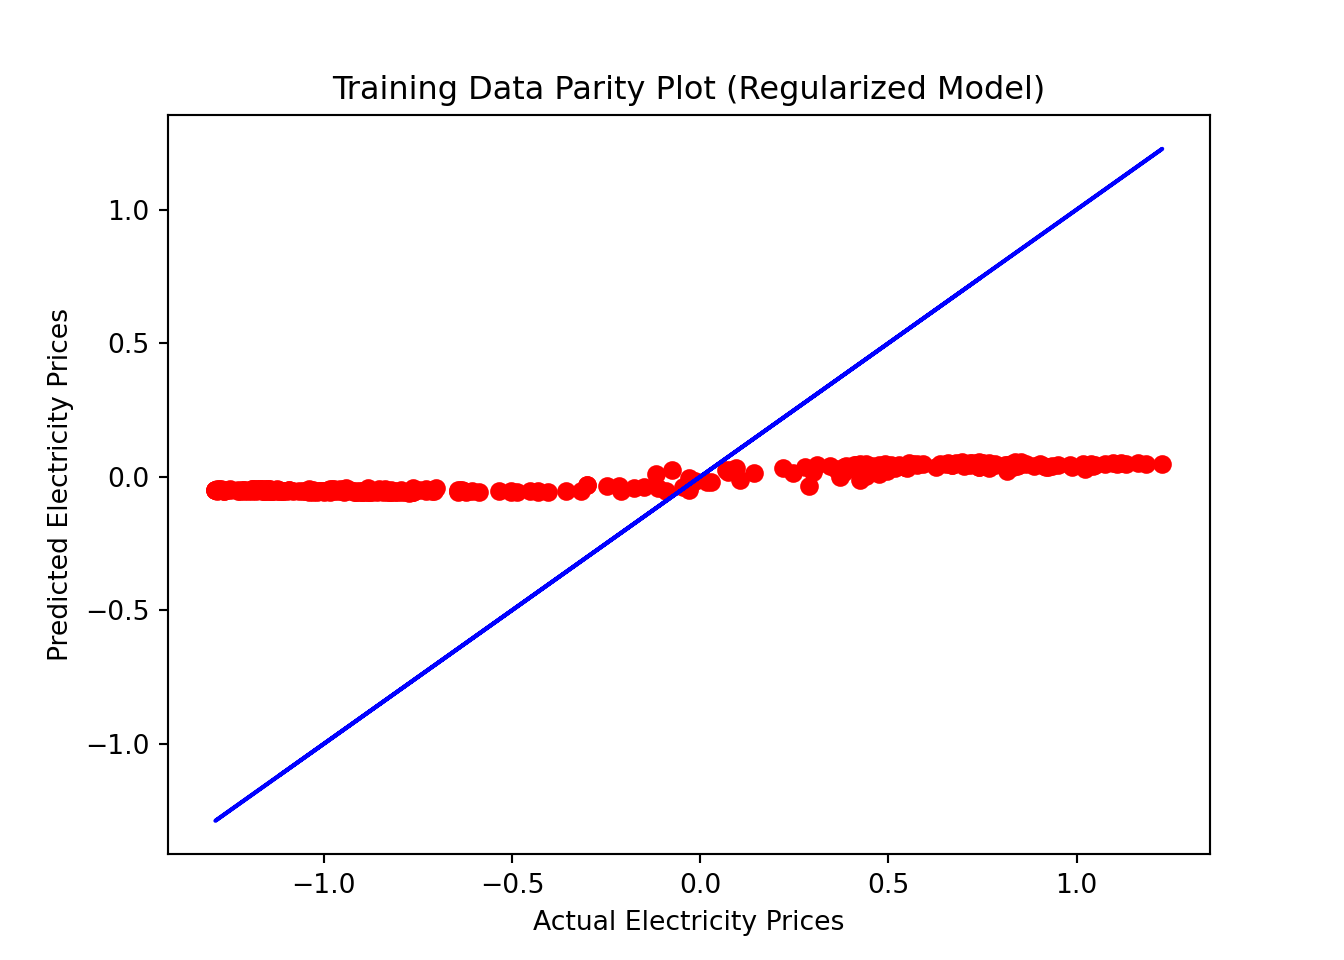 Training Data Parity Plot (Regularized Model)
Predicted Electricity Prices
1.0
0.5
0.0
−0.5
−1.0
−1.0 −0.5 0.0 0.5 1.0
Actual Electricity Prices